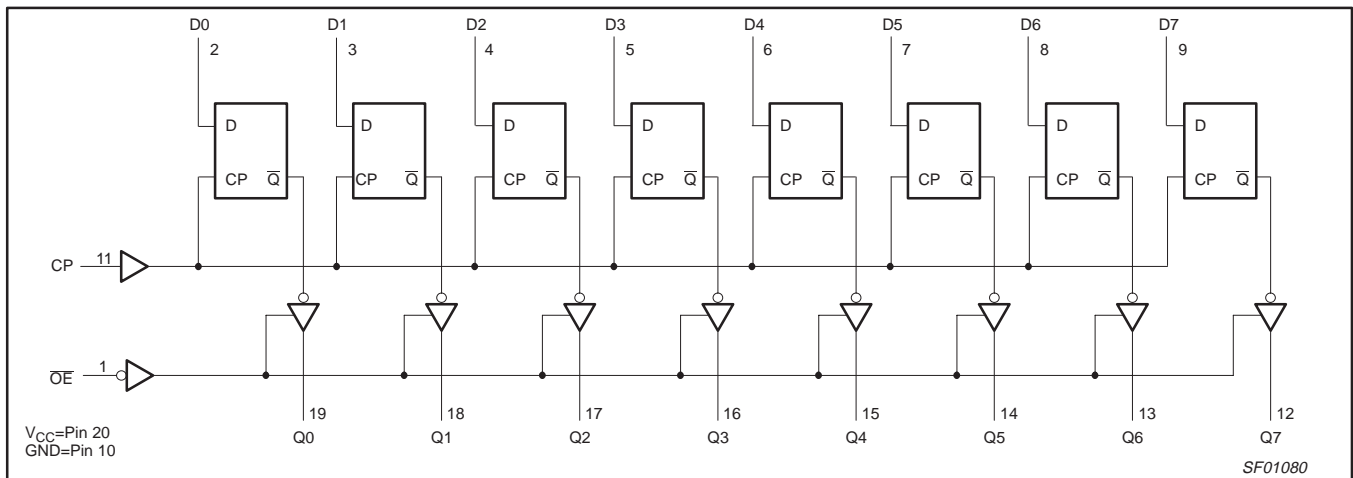 D0 D1 D2 D3 D4 D5 D6 D7
2 3 4 5 6 7 8 9
D D D D D D D D
CP Q̅ CP Q̅ CP Q̅ CP Q̅ CP Q̅ CP Q̅ CP Q̅ CP Q̅
CP 11
O̅E̅ 1
19 18 17 16 15 14 13 12
Q0 Q1 Q2 Q3 Q4 Q5 Q6 Q7
VCC=Pin 20
GND=Pin 10
SF01080